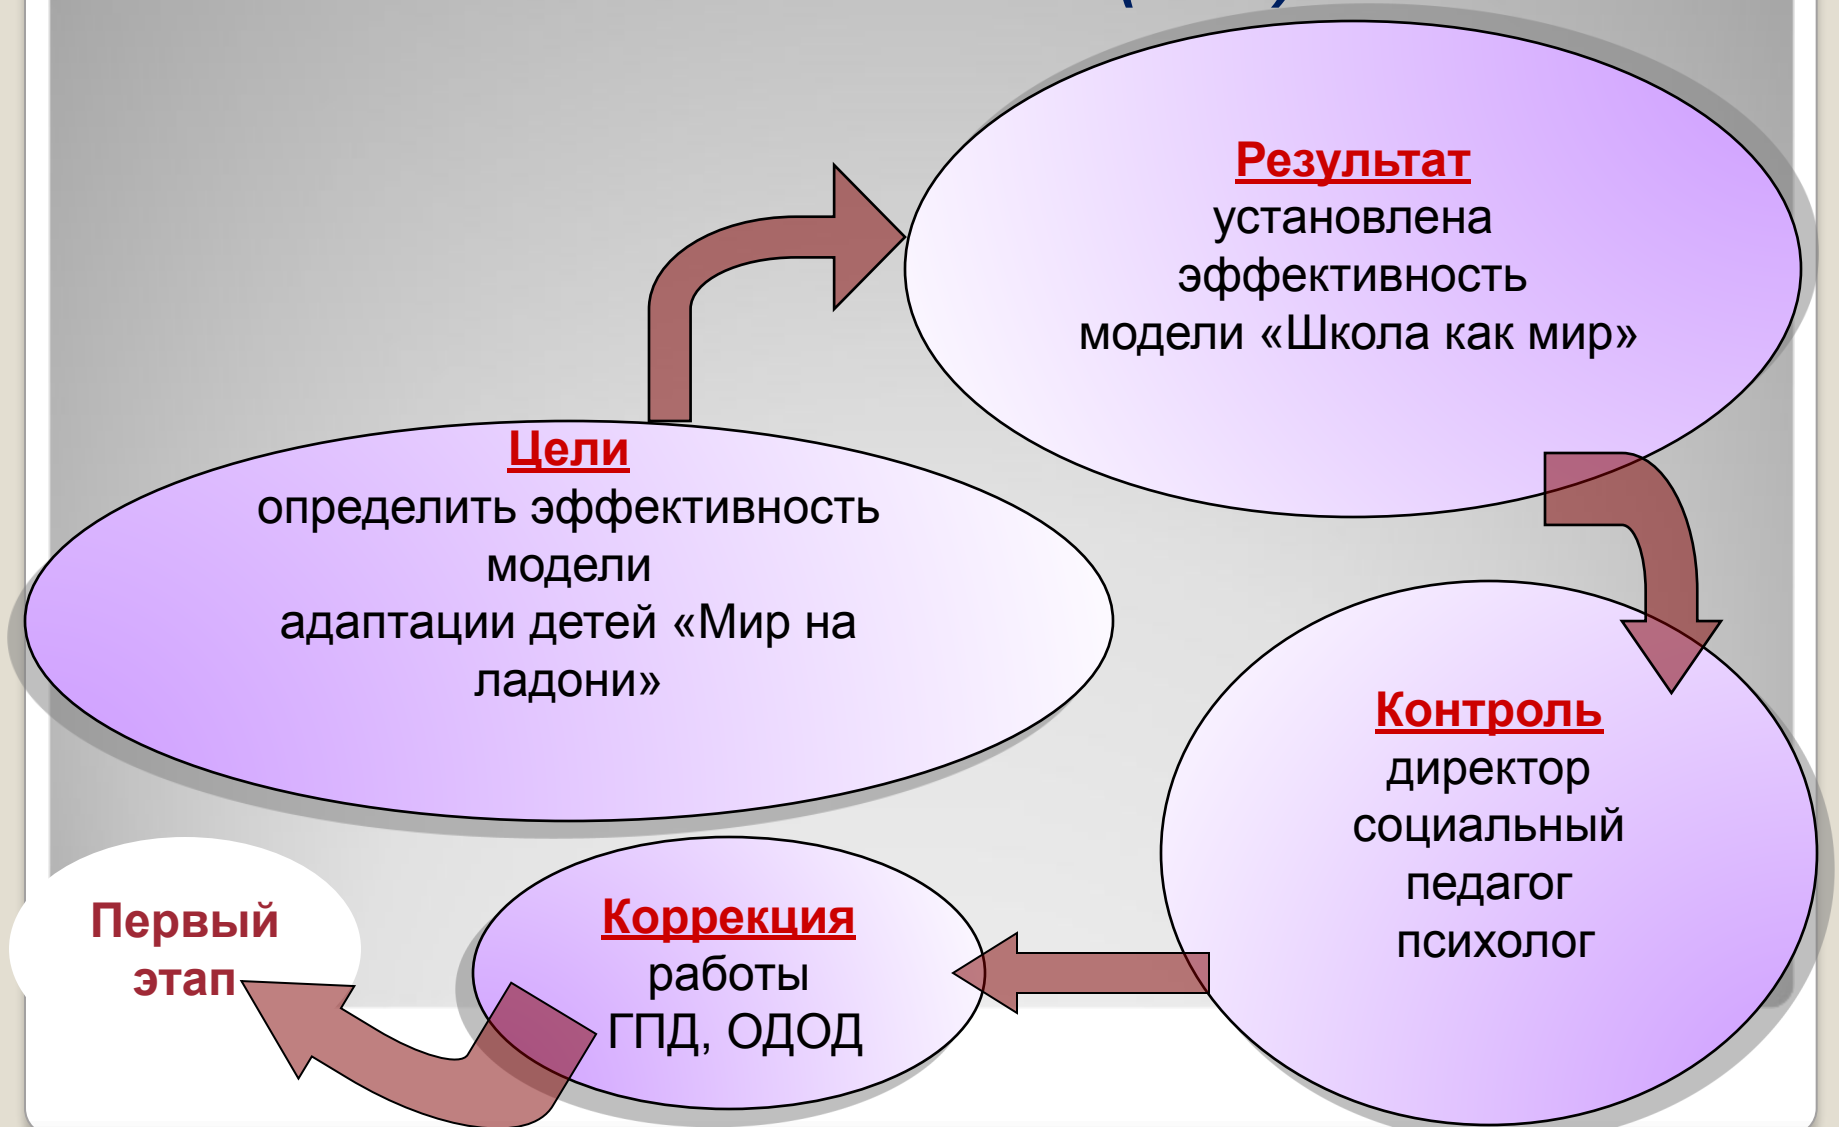 Цели
определить эффективность
модели
адаптации детей «Мир на
ладони»
Результат
установлена
эффективность
модели «Школа как мир»
Контроль
директор
социальный
педагог
психолог
Коррекция
работы
ГПД, ОДОД
Первый
этап